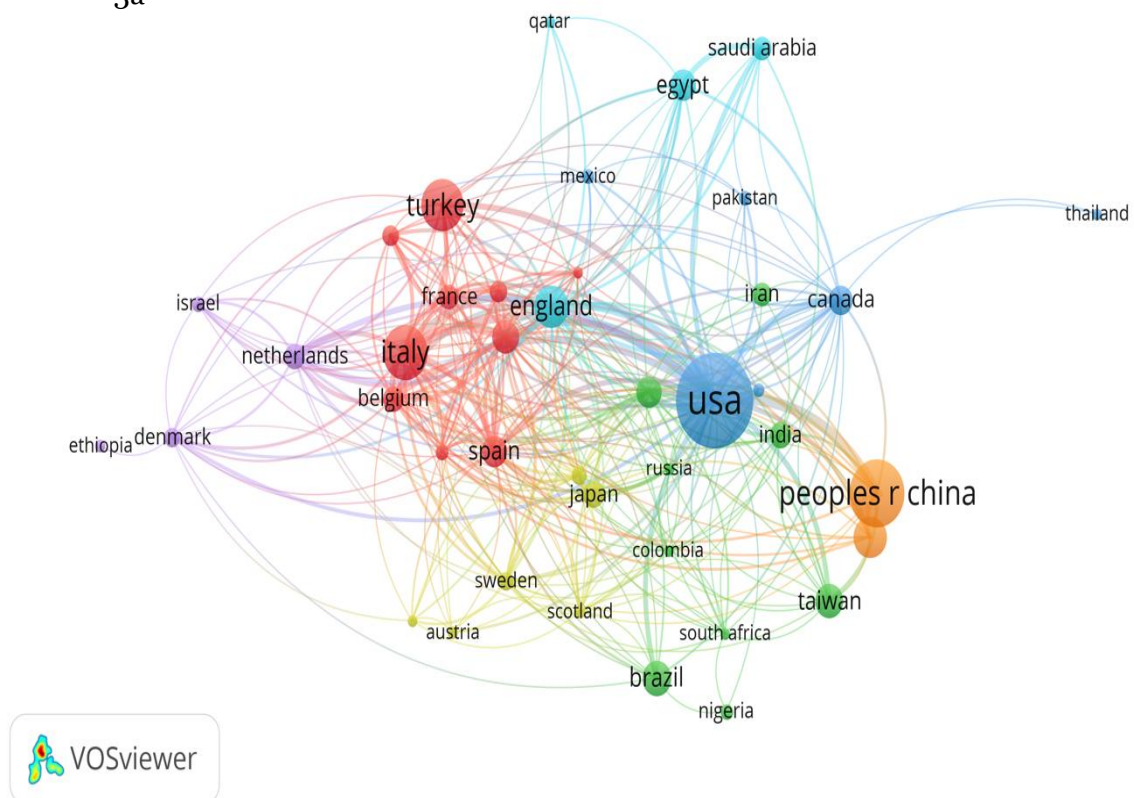 3a
qatar
saudi arabia
egypt
mexico
pakistan
turkey
thailand
israel
france
england
iran
canada
netherlands
italy
belgium
usa
ethiopia
denmark
spain
india
russia
japan
peoples r china
colombia
sweden
scotland
taiwan
austria
south africa
brazil
nigeria
VOSviewer